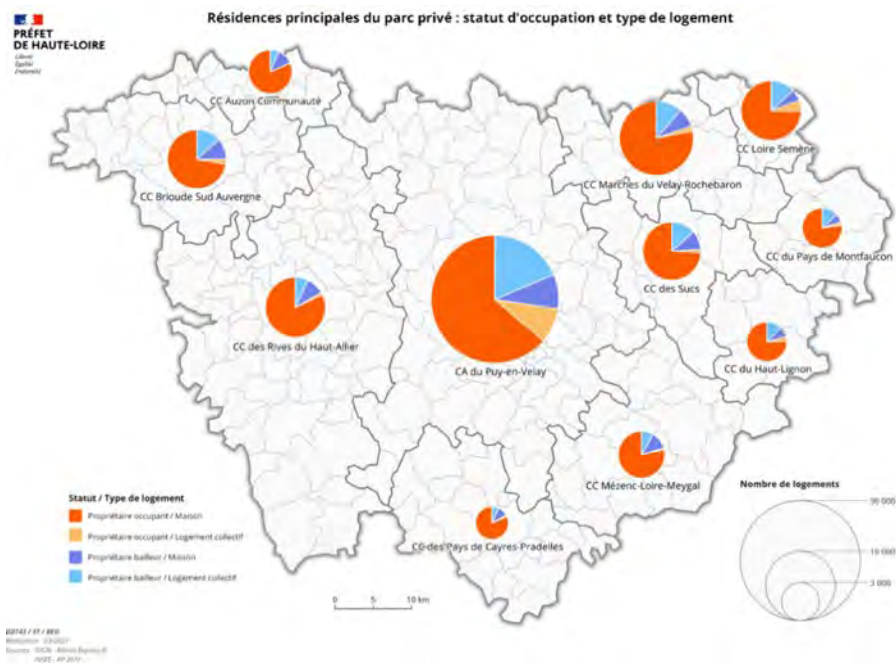 Résidences principales du parc privé : statut d'occupation et type de logement
PRÉFET
DE HAUTE-LOIRE
Liberté
Égalité
Fraternité
CC Auzon Communauté
CC Loire Semène
CC Marches du Velay-Rochebaron
CC Brioude Sud Auvergne
CC du Pays de Montfaucon
CC des Sucs
CC des Rives du Haut-Allier
CC du Haut-Lignon
CA du Puy-en-Velay
CC Mézenc-Loire-Meygal
CC des Pays de Cayres-Pradelles
Statut / Type de logement
Propriétaire occupant / Maison
Propriétaire occupant / Logement collectif
Propriétaire bailleur / Maison
Propriétaire bailleur / Logement collectif
Nombre de logements
000
000
3 000
0 5 10 km